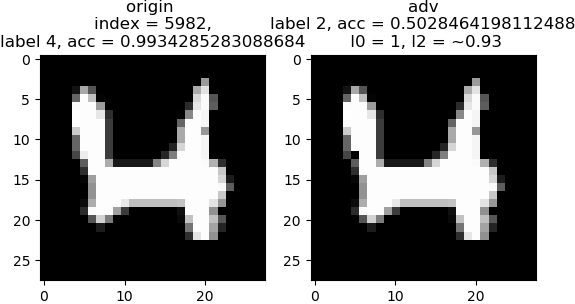 origin
index = 5982,
label 4, acc = 0.9934285283088684
adv
label 2, acc = 0.5028464198112488
l0 = 1, l2 = ~0.93
0
5
10
15
20
25
0 10 20
0
5
10
15
20
25
0 10 20